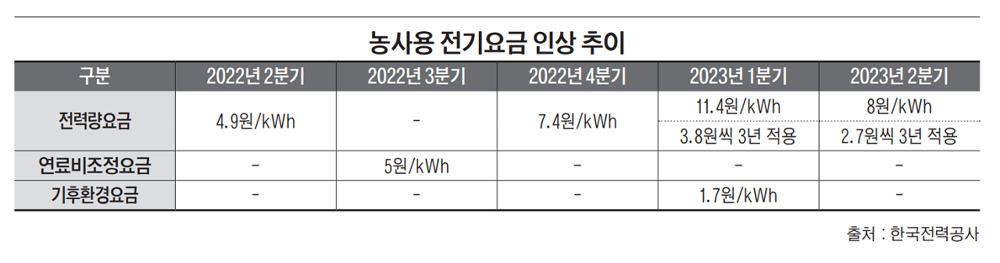 농사용 전기요금 인상 추이
구분 2022년 2분기 2022년 3분기 2022년 4분기 2023년 1분기 2023년 2분기
전력량요금 4.9원/kWh – 7.4원/kWh 11.4원/kWh 8원/kWh
3.8원씩 3년 적용 2.7원씩 3년 적용
연료비조정요금 – 5원/kWh – – –
기후환경요금 – – – 1.7원/kWh –
출처 : 한국전력공사